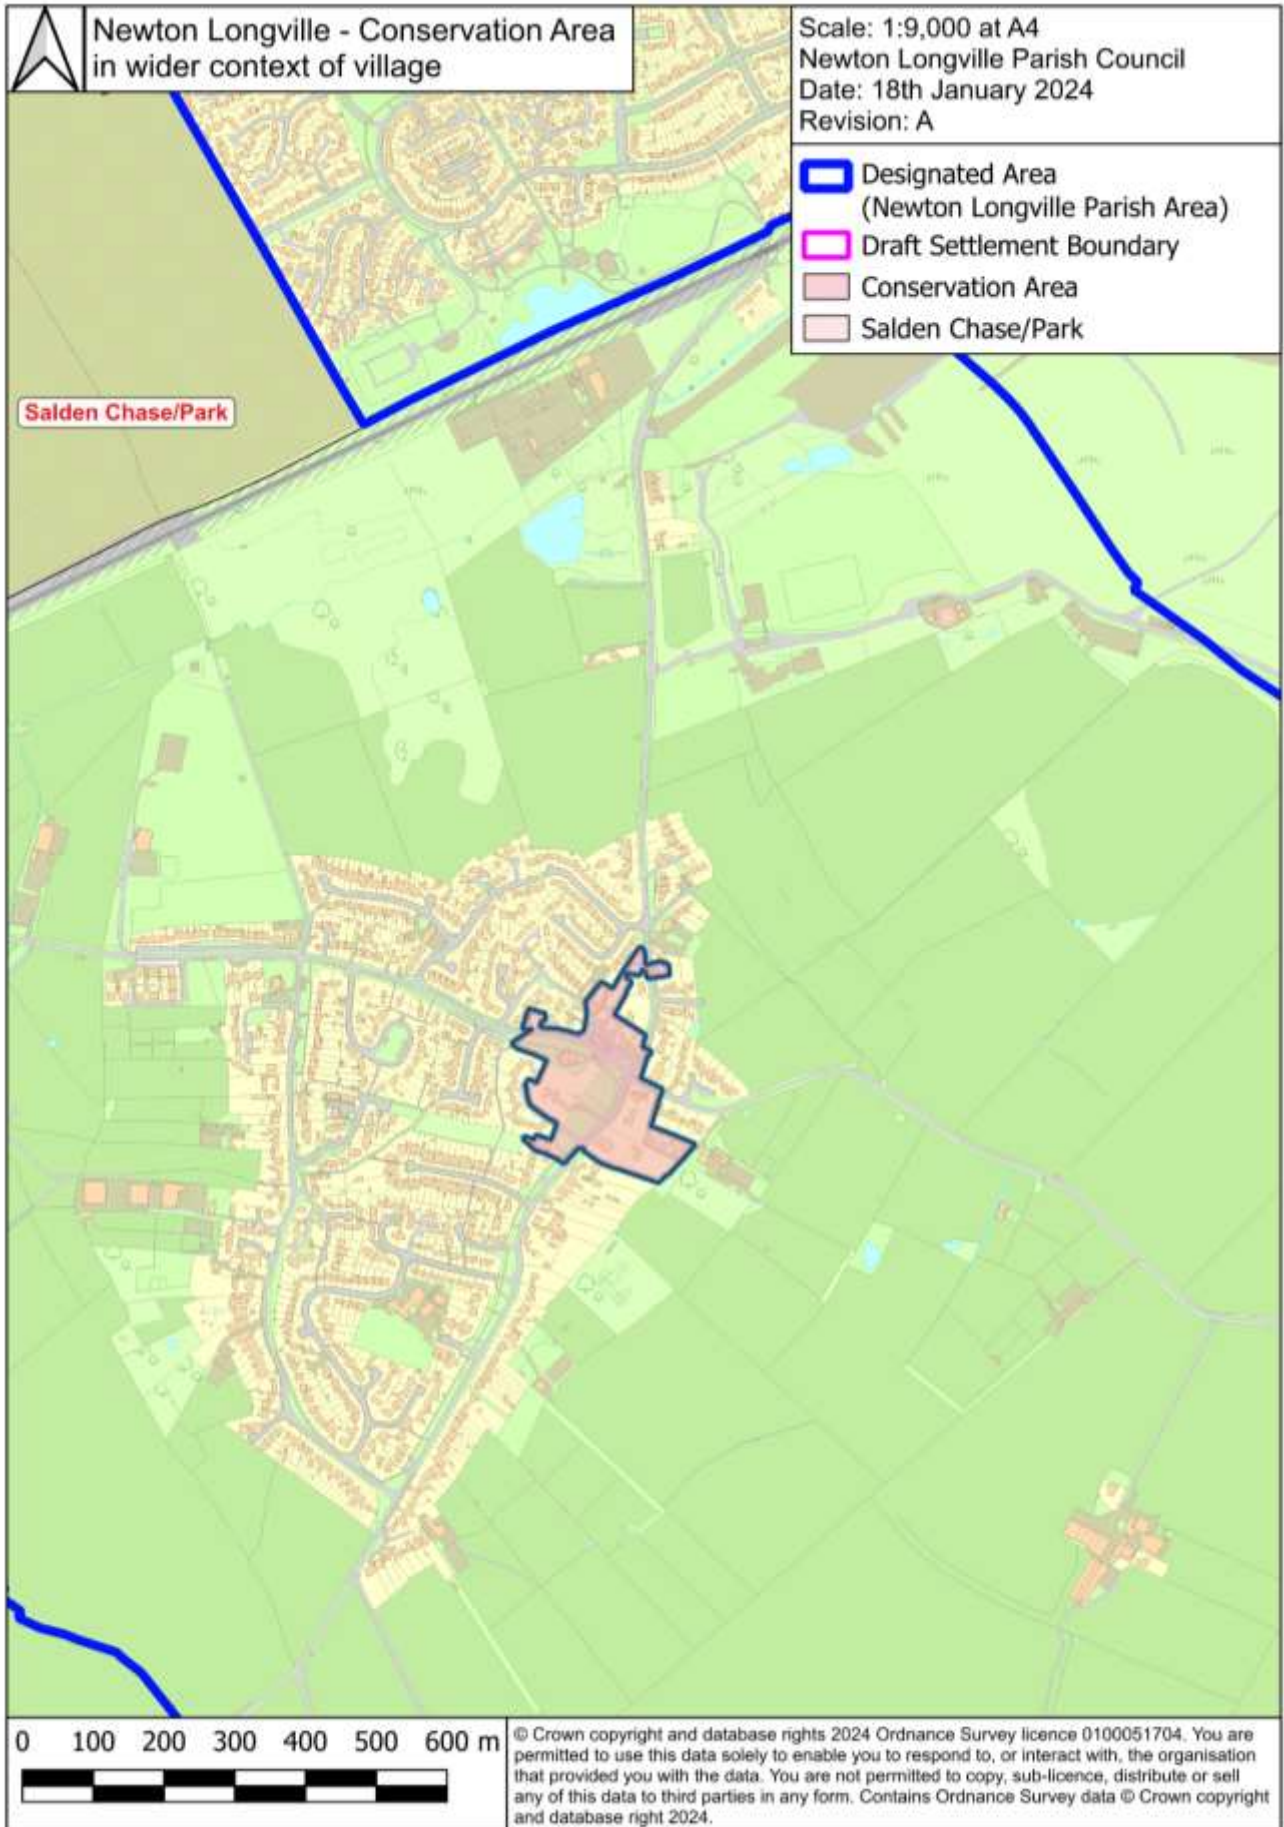 Newton Longville - Conservation Area
in wider context of village
Scale: 1:9,000 at A4
Newton Longville Parish Council
Date: 18th January 2024
Revision: A
Designated Area
(Newton Longville Parish Area)
Draft Settlement Boundary
Conservation Area
Salden Chase/Park
Salden Chase/Park
0 100 200 300 400 500 600 m
© Crown copyright and database rights 2024 Ordnance Survey licence 0100051704. You are
permitted to use this data solely to enable you to respond to, or interact with, the organisation
that provided you with the data. You are not permitted to copy, sub-licence, distribute or sell
any of this data to third parties in any form. Contains Ordnance Survey data © Crown copyright
and database right 2024.